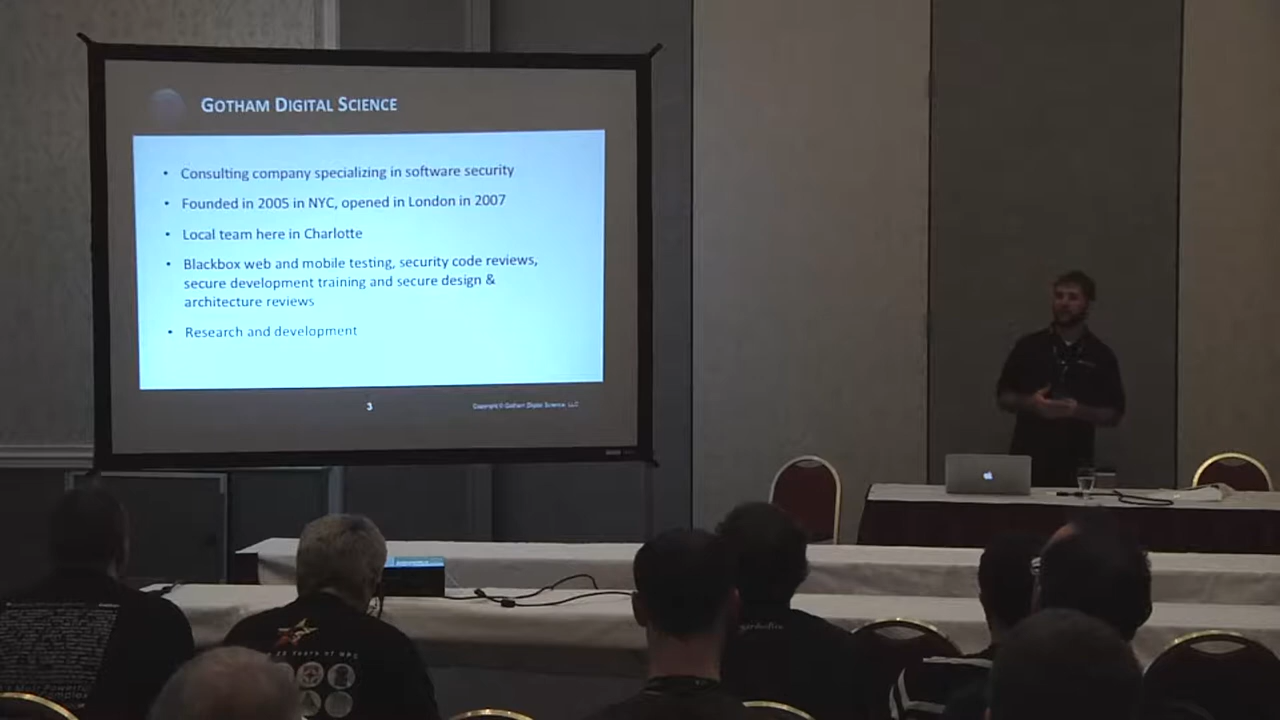 GOTHAM DIGITAL SCIENCE
• Consulting company specializing in software security
• Founded in 2005 in NYC, opened in London in 2007
• Local team here in Charlotte
• Blackbox web and mobile testing, security code reviews,
secure development training and secure design &
architecture reviews
• Research and development
3
Copyright © Gotham Digital Science, LLC